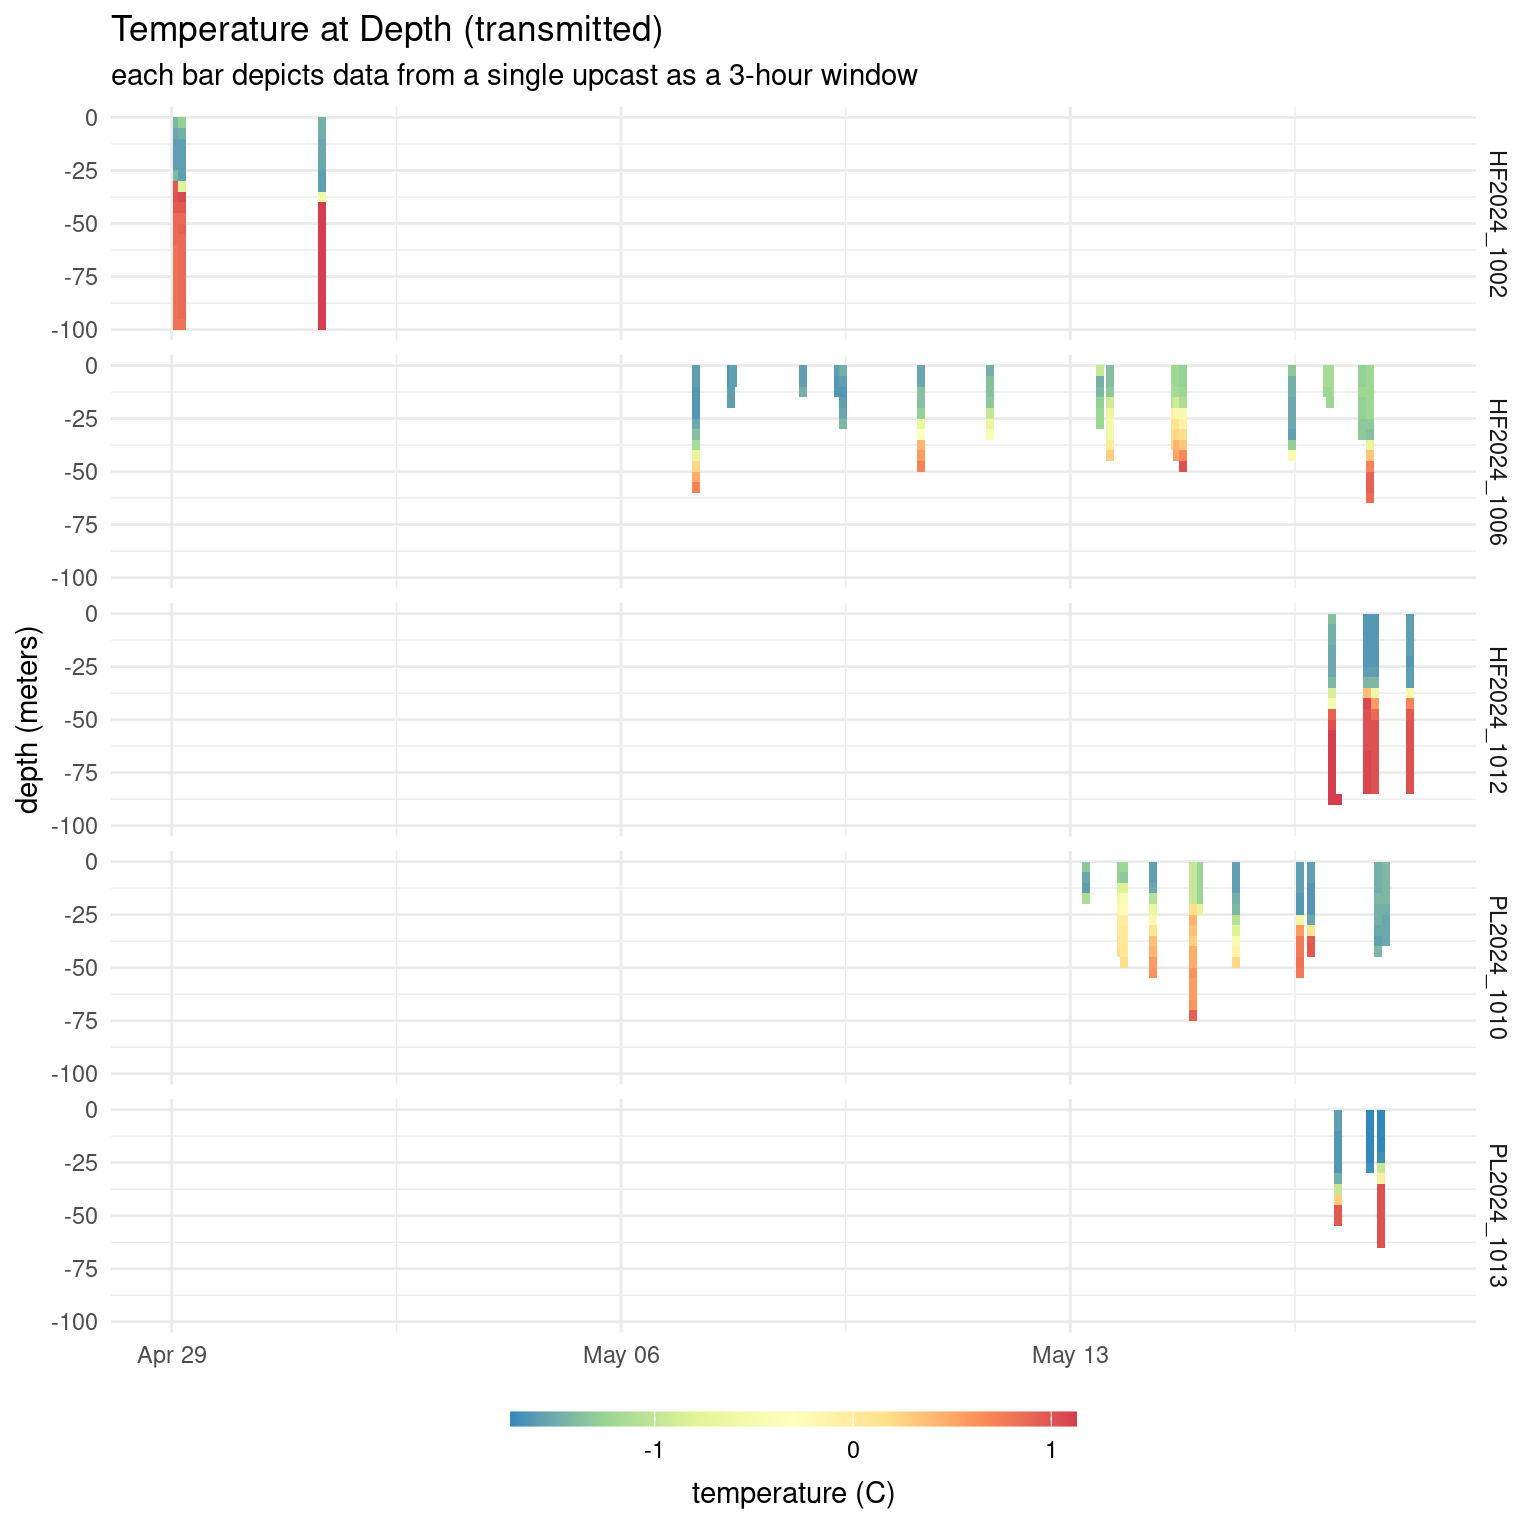 Temperature at Depth (transmitted)
each bar depicts data from a single upcast as a 3-hour window
0
-25
-50
-75
-100
HF2024_1002
0
-25
-50
-75
-100
HF2024_1006
depth (meters)
0
-25
-50
-75
-100
HF2024_1012
0
-25
-50
-75
-100
PL2024_1010
0
-25
-50
-75
-100
PL2024_1013
Apr 29 May 06 May 13
-1 0 1
temperature (C)